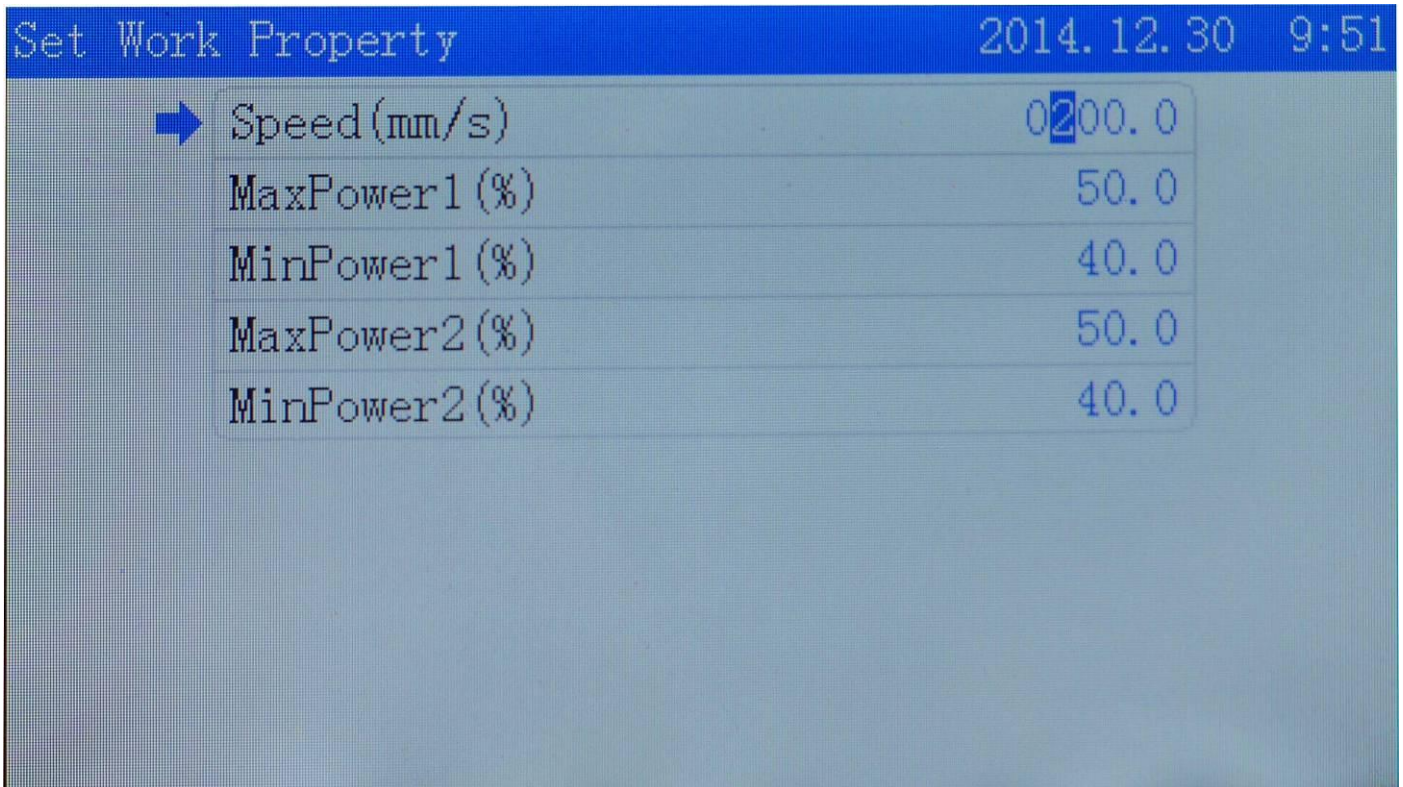 Set Work Property 2014.12.30 9:51
Speed(mm/s) 0200.0
MaxPower1(%) 50.0
MinPower1(%) 40.0
MaxPower2(%) 50.0
MinPower2(%) 40.0